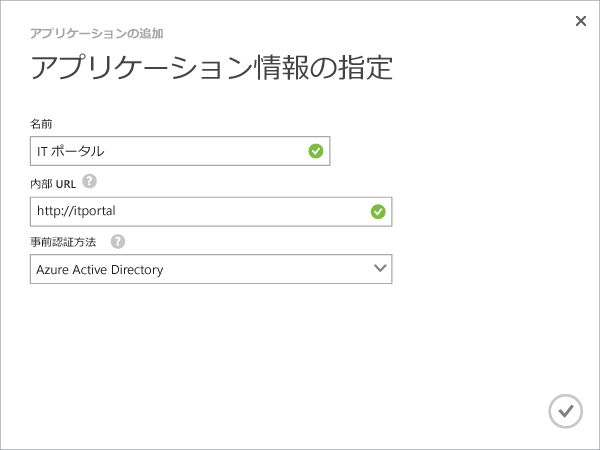 アプリケーションの追加
アプリケーション情報の指定
名前
IT ポータル
内部 URL ?
http://itportal
事前認証方法 ?
Azure Active Directory